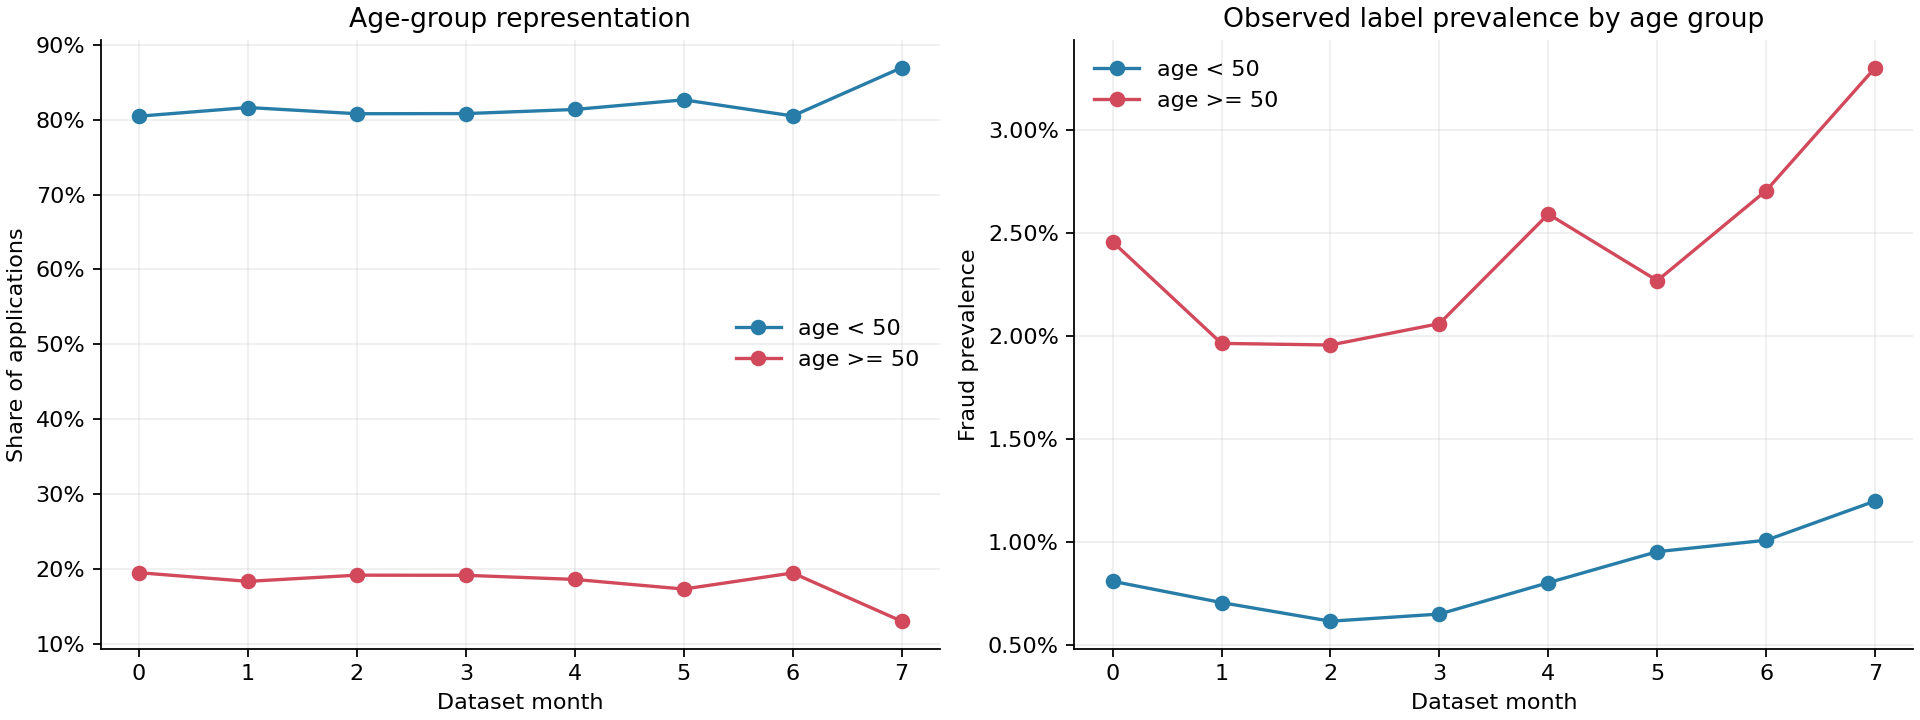 Age-group representation
90%
80%
70%
60%
50%
40%
30%
20%
10%
Share of applications
age < 50
age >= 50
0 1 2 3 4 5 6 7
Dataset month
Observed label prevalence by age group
age < 50
age >= 50
3.00%
2.50%
2.00%
1.50%
1.00%
0.50%
Fraud prevalence
0 1 2 3 4 5 6 7
Dataset month